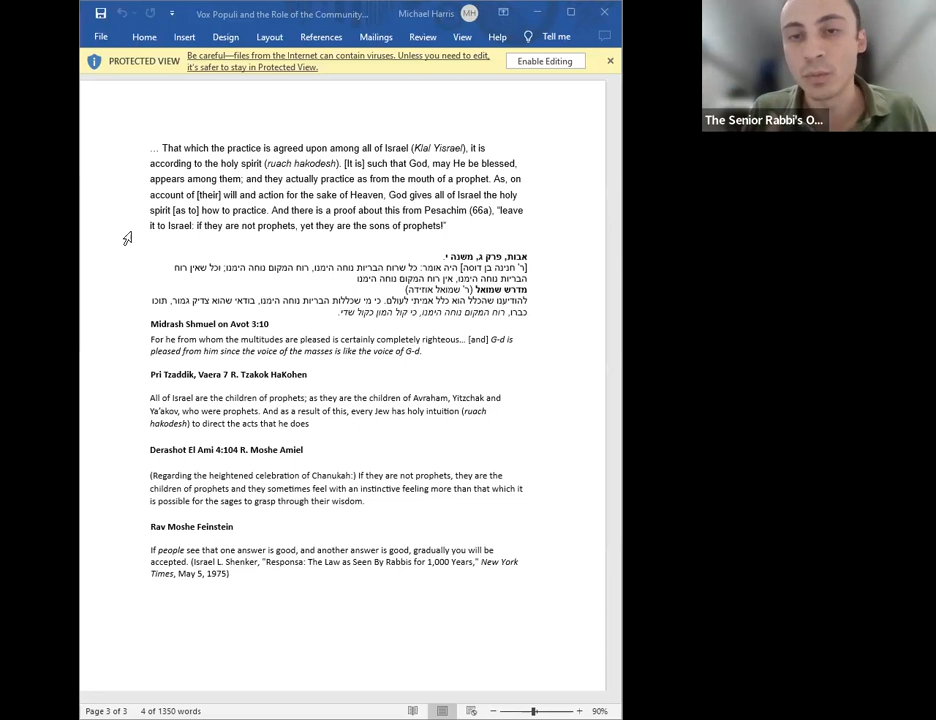 Vox Populi and the Role of the Community...
Michael Harris
MH
File
Home
Insert
Design
Layout
References
Mailings
Review
View
Help
Tell me
PROTECTED VIEW
Be careful—files from the Internet can contain viruses. Unless you need to edit,
it's safer to stay in Protected View.
Enable Editing
… That which the practice is agreed upon among all of Israel (Klal Yisrael), it is
according to the holy spirit (ruach hakodesh). [It is] such that God, may He be blessed,
appears among them; and they actually practice as from the mouth of a prophet. As, on
account of [their] will and action for the sake of Heaven, God gives all of Israel the holy
spirit [as to] how to practice. And there is a proof about this from Pesachim (66a), “leave
it to Israel: if they are not prophets, yet they are the sons of prophets!”
אבות, פרק ג, משנה י.
[ר' חנינה בן דוסה] היה אומר: כל שרוח הבריות נוחה הימנו, רוח המקום נוחה הימנו; וכל שאין רוח
הבריות נוחה הימנו, אין רוח המקום נוחה הימנו
מדרש שמואל (ר' שמואל אוזידה)
להודיענו שהכלל הוא כלל אמיתי לעולם. כי מי שכללות הבריות נוחה הימנו, בודאי שהוא צדיק גמור, תוכו
כברו, רוח המקום נוחה הימנו, כי קול המון כקול שדי.
Midrash Shmuel on Avot 3:10
For he from whom the multitudes are pleased is certainly completely righteous… [and] G-d is
pleased from him since the voice of the masses is like the voice of G-d.
Pri Tzaddik, Vaera 7 R. Tzakok HaKohen
All of Israel are the children of prophets; as they are the children of Avraham, Yitzchak and
Ya’akov, who were prophets. And as a result of this, every Jew has holy intuition (ruach
hakodesh) to direct the acts that he does
Derashot El Ami 4:104 R. Moshe Amiel
(Regarding the heightened celebration of Chanukah:) If they are not prophets, they are the
children of prophets and they sometimes feel with an instinctive feeling more than that which it
is possible for the sages to grasp through their wisdom.
Rav Moshe Feinstein
If people see that one answer is good, and another answer is good, gradually you will be
accepted. (Israel L. Shenker, "Responsa: The Law as Seen By Rabbis for 1,000 Years," New York
Times, May 5, 1975)
Page 3 of 3
4 of 1350 words
90%
The Senior Rabbi's O...